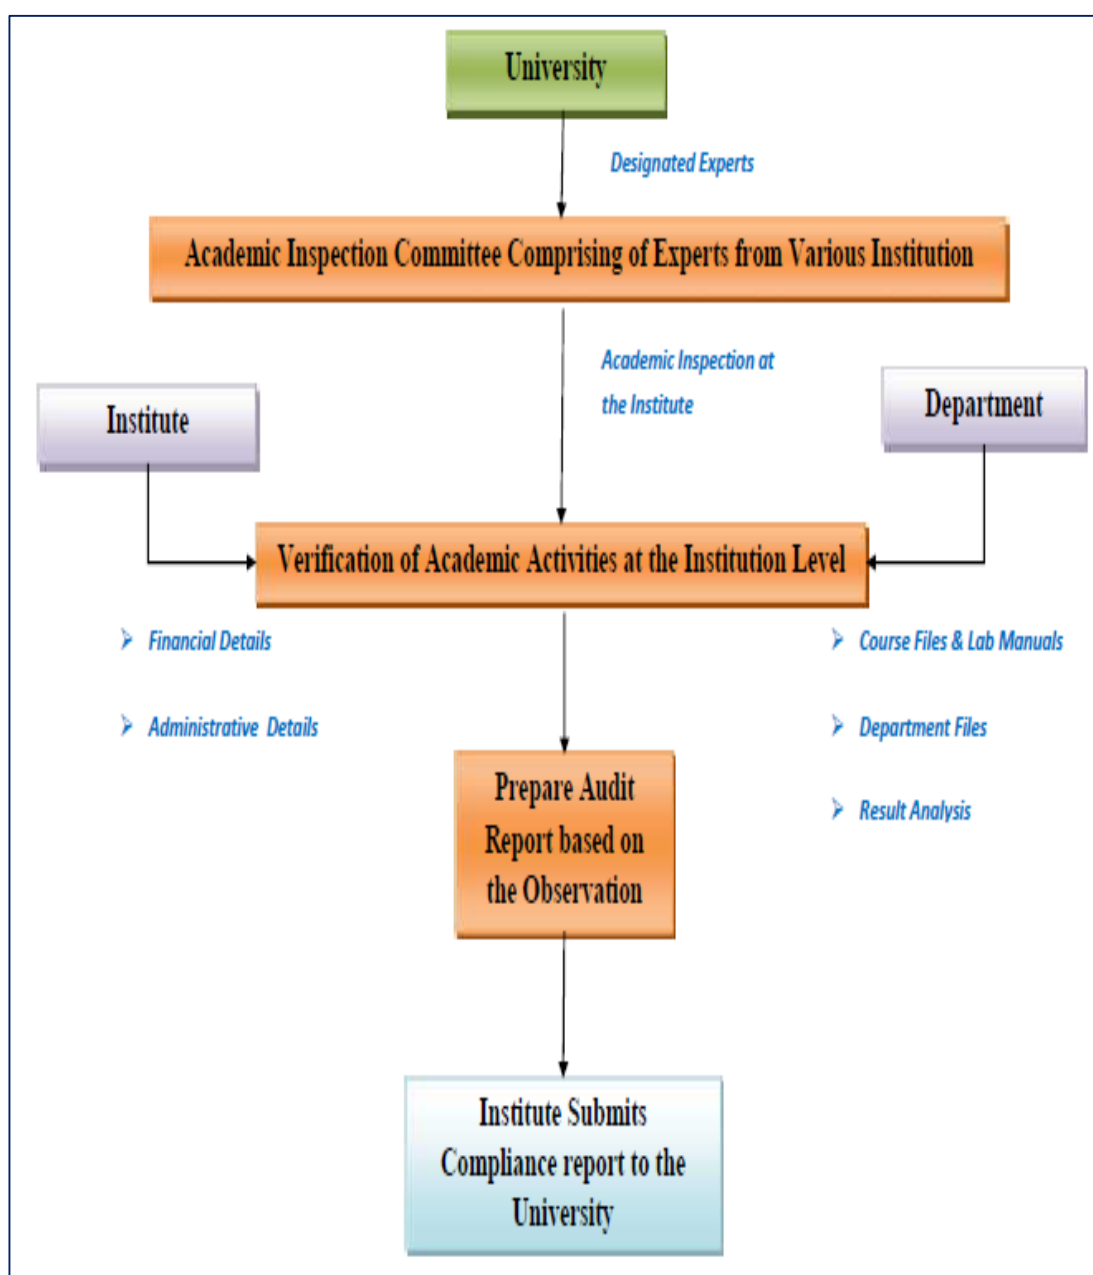 University
Designated Experts
Academic Inspection Committee Comprising of Experts from Various Institution
Academic Inspection at
the Institute
Institute
Department
Verification of Academic Activities at the Institution Level
Financial Details
Administrative Details
Course Files & Lab Manuals
Department Files
Result Analysis
Prepare Audit
Report based on
the Observation
Institute Submits
Compliance report to the
University